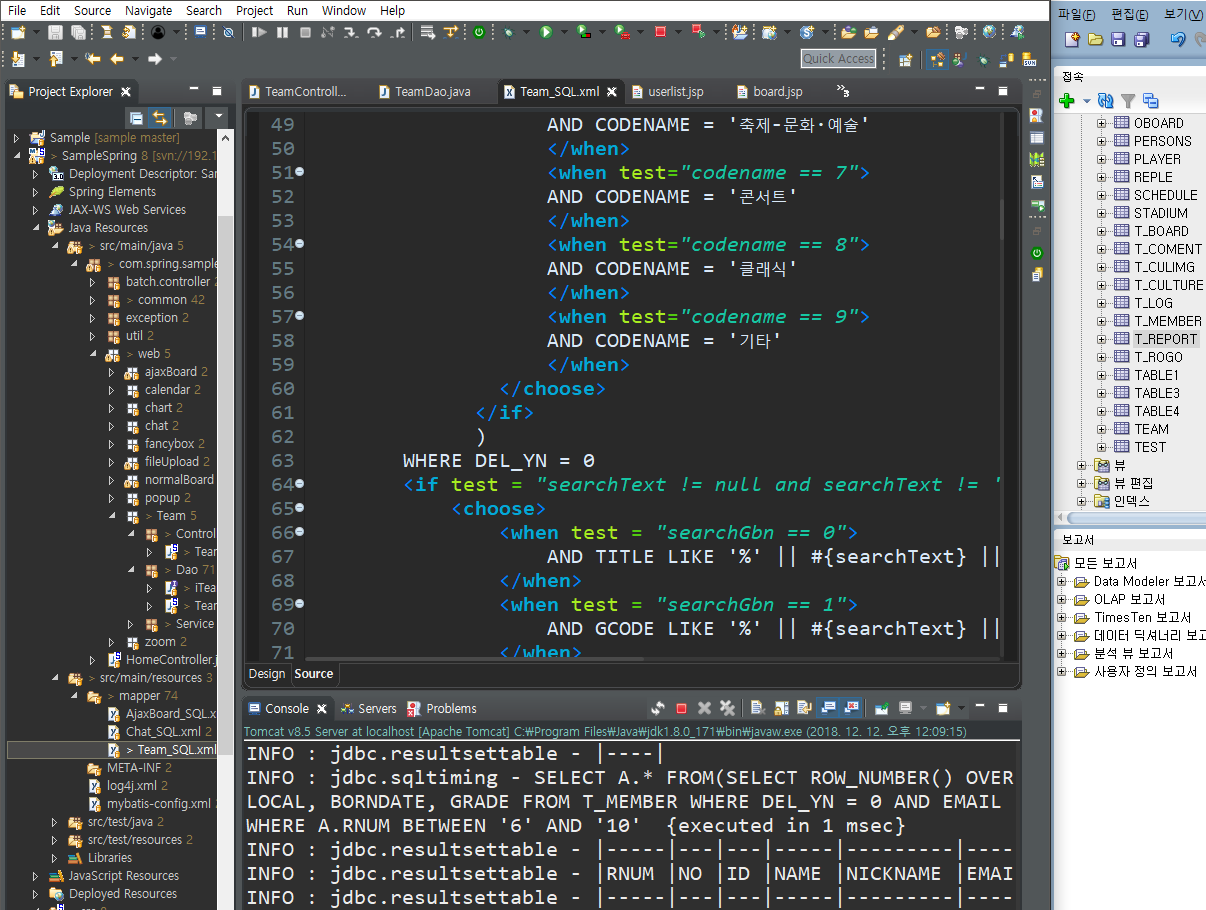 File Edit Source Navigate Search Project Run Window Help
Quick Access
Project Explorer
Sample [sample master]
> SampleSpring 8 [svn://192.1
Deployment Descriptor: Sar
Spring Elements
JAX-WS Web Services
Java Resources
> src/main/java 5
> com.spring.sample
batch.controller 2
> common 42
exception 2
util 2
> web 5
ajaxBoard 2
calendar 2
chart 2
chat 2
fancybox 2
fileUpload 2
normalBoard
popup 2
> Team 5
> Control
> Tear
> Dao 71
> iTea
> Tear
> Service
zoom 2
HomeController.j
> src/main/resources 3
> mapper 74
AjaxBoard_SQL.x
Chat_SQL.xml 2
> Team_SQL.xml
META-INF 2
log4j.xml 2
mybatis-config.xml
src/test/java 2
src/test/resources 2
Libraries
JavaScript Resources
Deployed Resources
TeamControll... TeamDao.java Team_SQL.xml userlist.jsp board.jsp »3
49 AND CODENAME = '축제-문화·예술'
50 </when>
51 <when test="codename == 7">
52 AND CODENAME = '콘서트'
53 </when>
54 <when test="codename == 8">
55 AND CODENAME = '클래식'
56 </when>
57 <when test="codename == 9">
58 AND CODENAME = '기타'
59 </when>
60 </choose>
61 </if>
62 )
63 WHERE DEL_YN = 0
64 <if test = "searchText != null and searchText != '
65 <choose>
66 <when test = "searchGbn == 0">
67 AND TITLE LIKE '%' || #{searchText} ||
68 </when>
69 <when test = "searchGbn == 1">
70 AND GCODE LIKE '%' || #{searchText} ||
71 </when>
Design Source
Console Servers Problems
Tomcat v8.5 Server at localhost [Apache Tomcat] C:₩Program Files₩Java₩jdk1.8.0_171₩bin₩javaw.exe (2018. 12. 12. 오후 12:09:15)
INFO : jdbc.resultsettable - |----|
INFO : jdbc.sqltiming - SELECT A.* FROM(SELECT ROW_NUMBER() OVER
LOCAL, BORNDATE, GRADE FROM T_MEMBER WHERE DEL_YN = 0 AND EMAIL
WHERE A.RNUM BETWEEN '6' AND '10' {executed in 1 msec}
INFO : jdbc.resultsettable - |-----|---|---|-----|---------|----
INFO : jdbc.resultsettable - |RNUM |NO |ID |NAME |NICKNAME |EMAI
INFO : jdbc.resultsettable - |-----|---|---|-----|---------|----
파일(F) 편집(E) 보기(V)
접속
OBOARD
PERSONS
PLAYER
REPLE
SCHEDULE
STADIUM
T_BOARD
T_COMENT
T_CULIMG
T_CULTURE
T_LOG
T_MEMBER
T_REPORT
T_ROGO
TABLE1
TABLE3
TABLE4
TEAM
TEST
뷰
뷰 편집
인덱스
보고서
모든 보고서
Data Modeler 보고서
OLAP 보고서
TimesTen 보고서
데이터 딕셔너리 보고
분석 뷰 보고서
사용자 정의 보고서